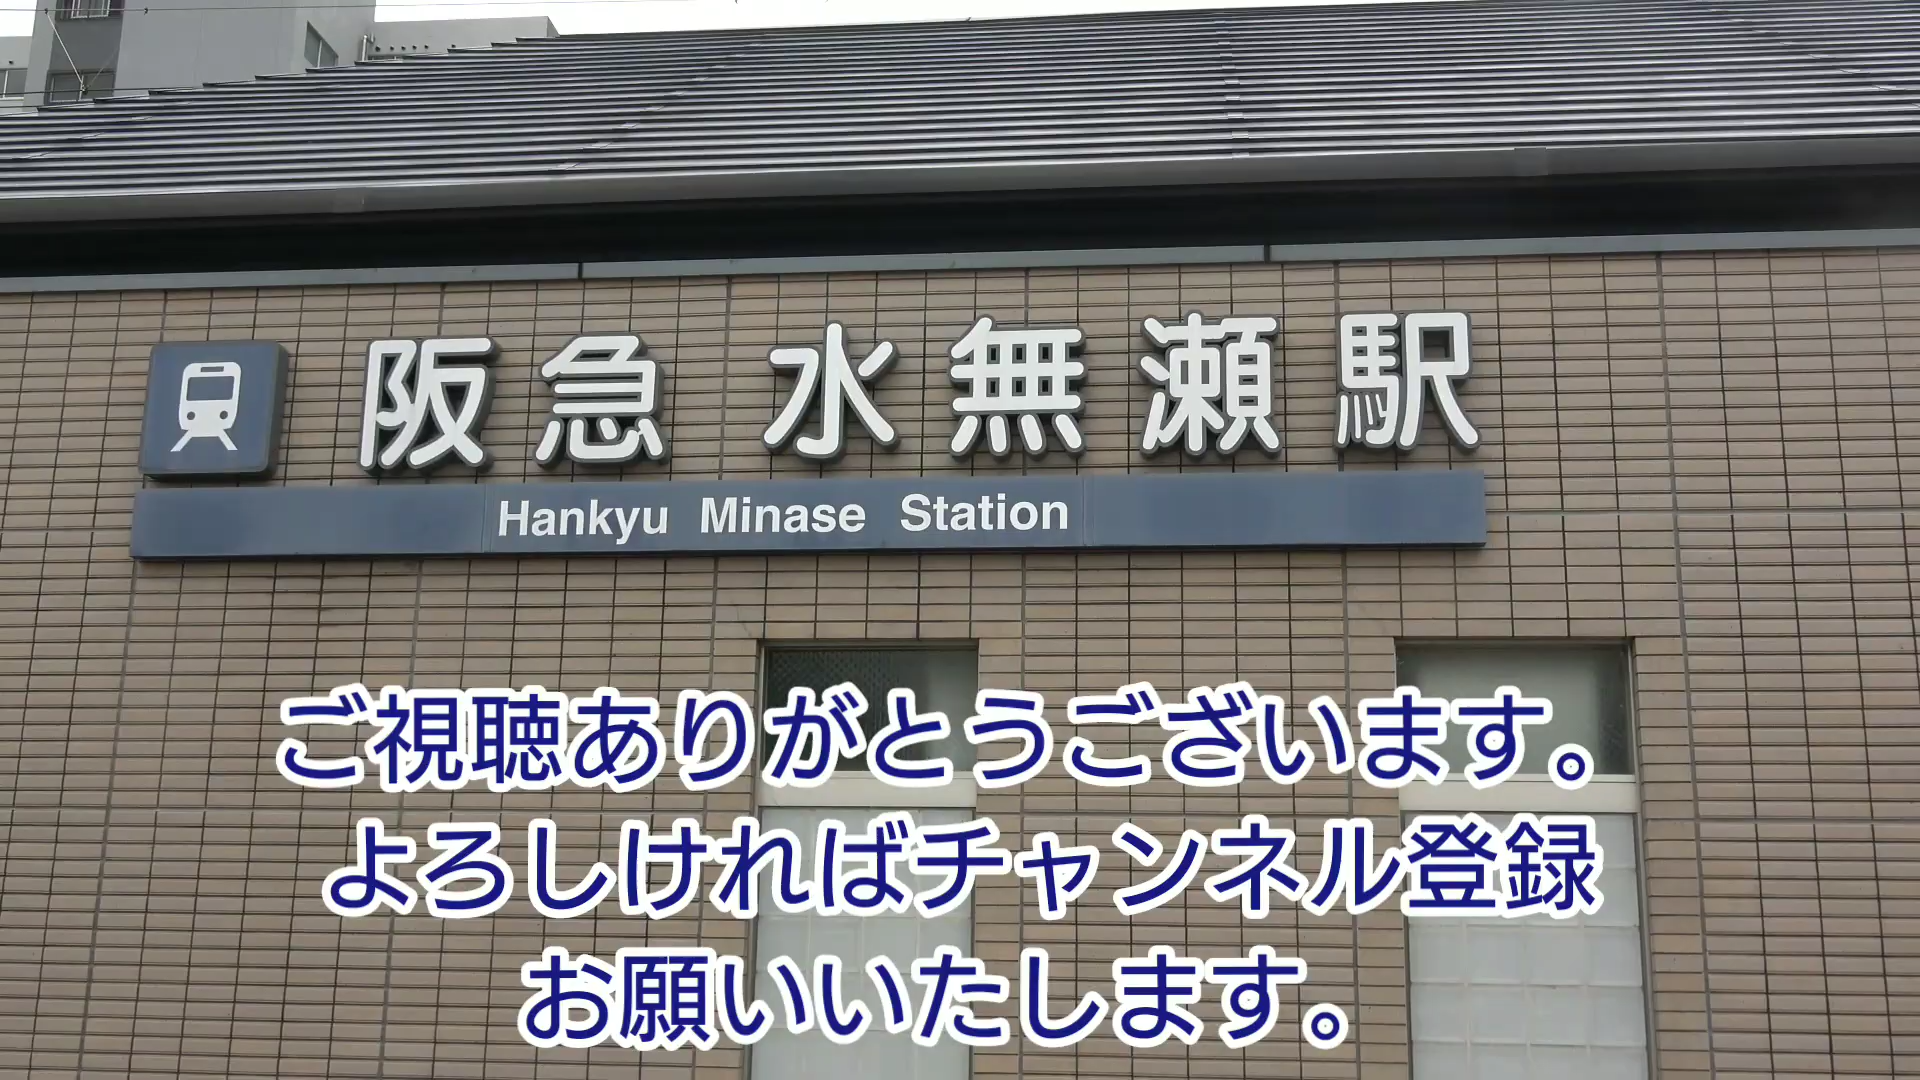 阪急 水無瀬駅
Hankyu Minase Station
ご視聴ありがとうございます。
よろしければチャンネル登録
お願いいたします。